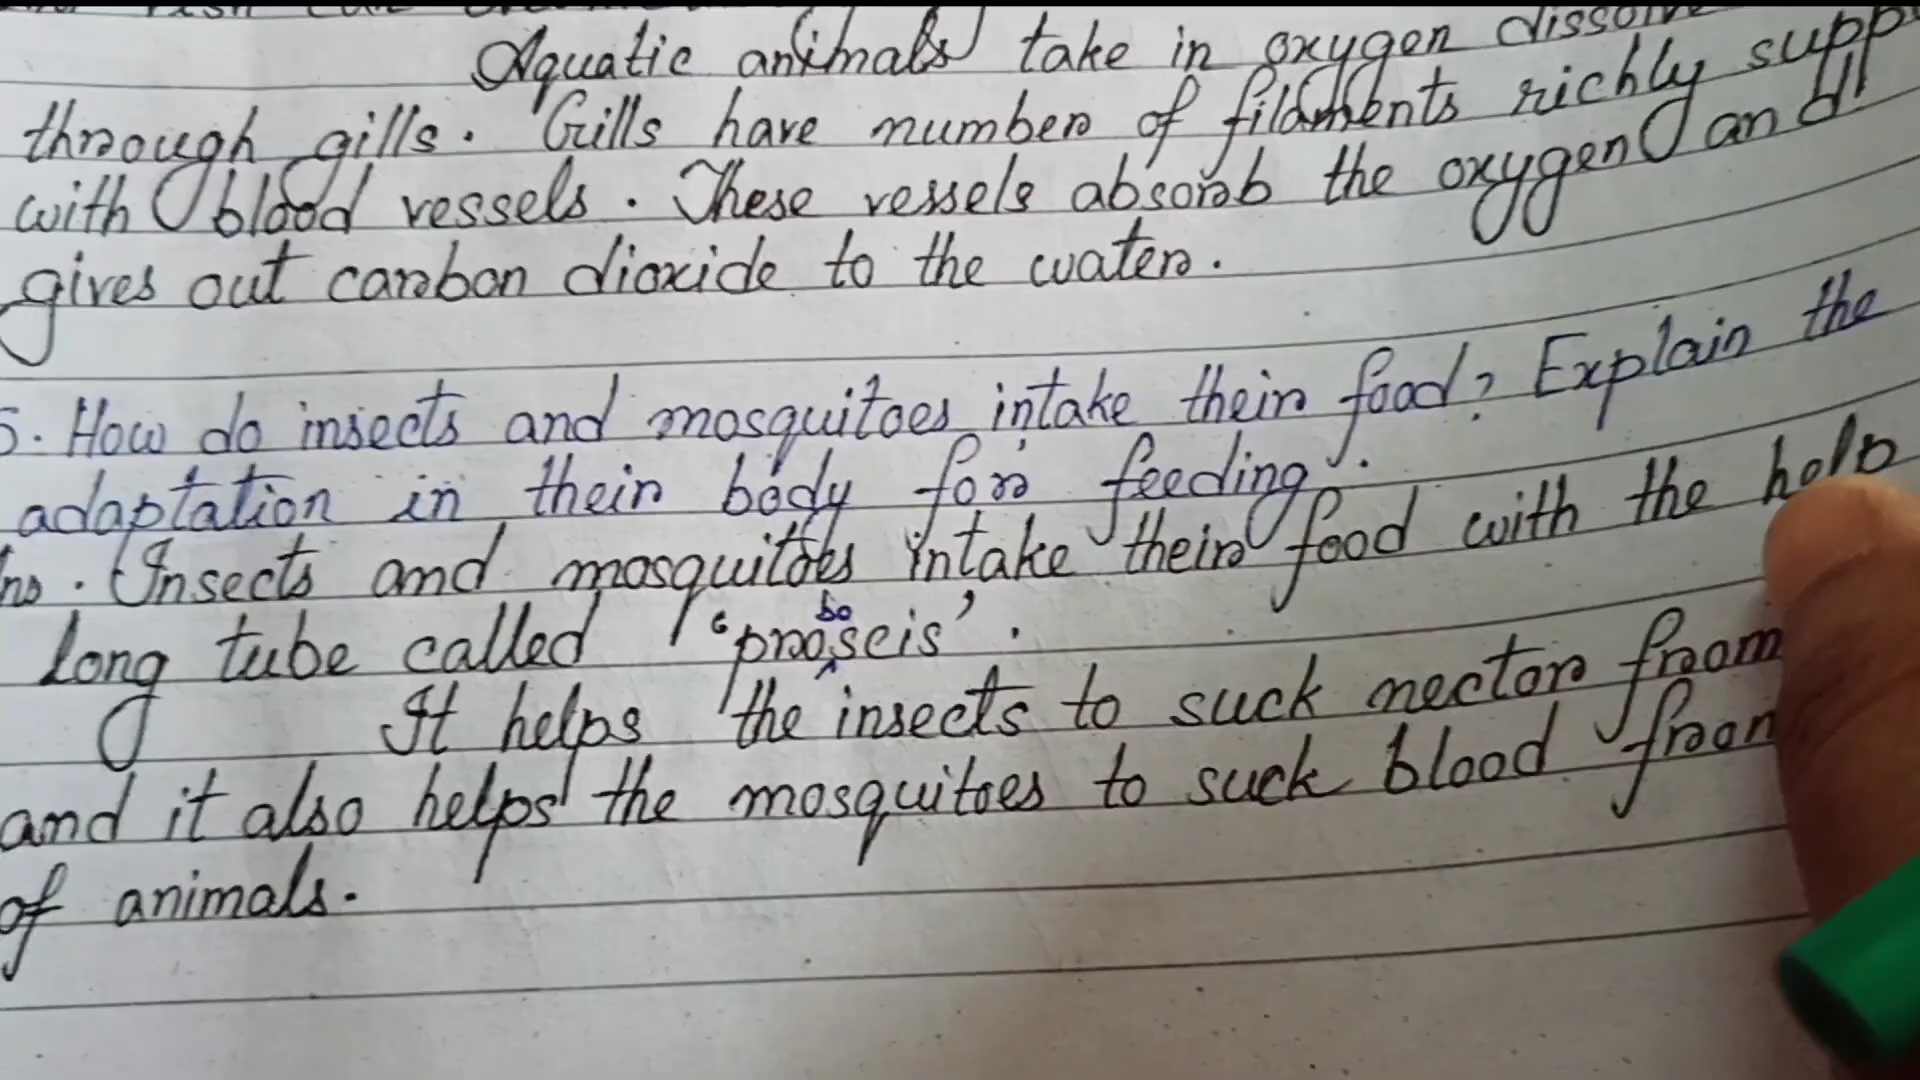 Aquatic animals take in oxygen
through gills. Gills have number of filaments richly
with blood vessels. These vessels absorb the oxygen and
gives out carbon dioxide to the water.
5. How do insects and mosquitoes intake their food? Explain the
adaptation in their body for feeding.
Ans. Insects and mosquitoes intake their food with the help
long tube called 'proboscis'.
It helps the insects to suck nector from
and it also helps the mosquitoes to suck blood from
of animals.